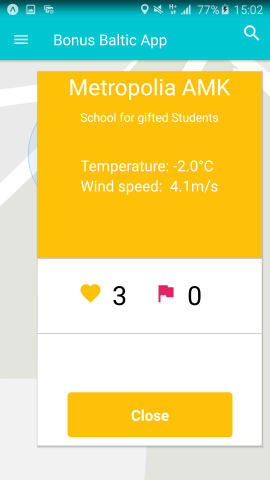 77% 15:02
Bonus Baltic App
Metropolia AMK
School for gifted Students
Temperature: -2.0°C
Wind speed: 4.1m/s
3 0
Close